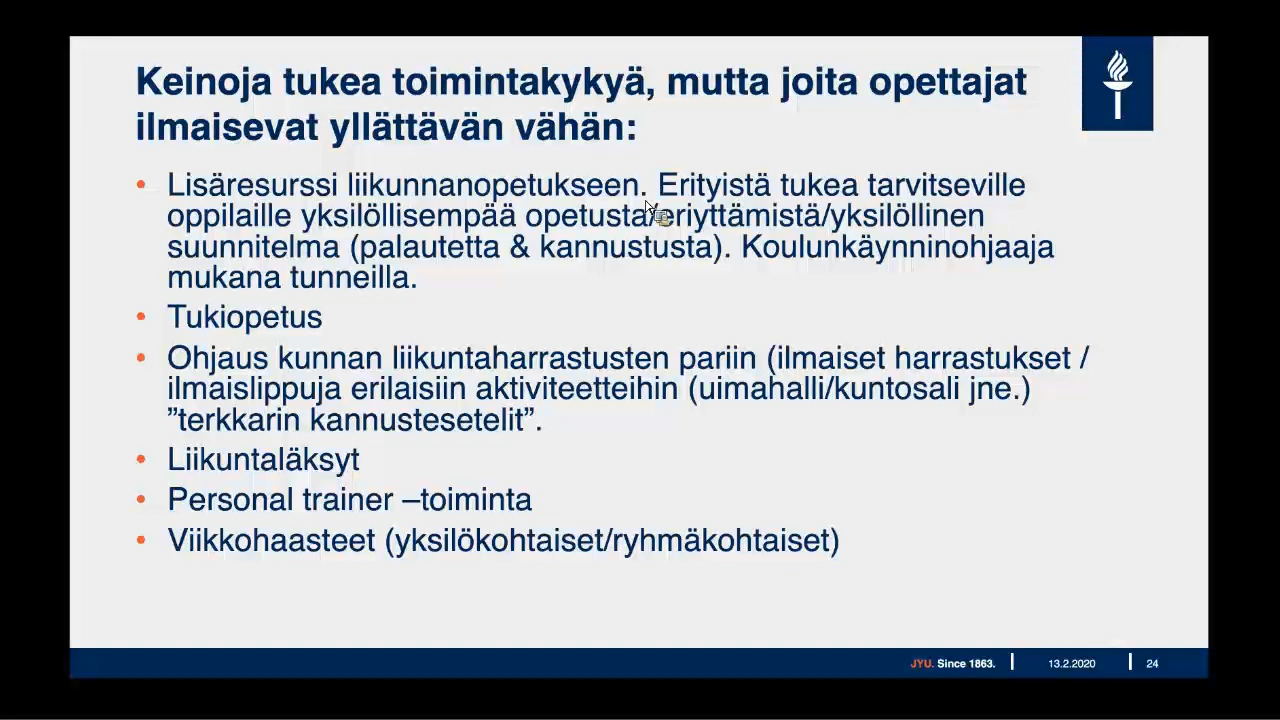 Keinoja tukea toimintakykyä, mutta joita opettajat
ilmaisevat yllättävän vähän:
• Lisäresurssi liikunnanopetukseen. Erityistä tukea tarvitseville
oppilaille yksilöllisempää opetusta/eriyttämistä/yksilöllinen
suunnitelma (palautetta & kannustusta). Koulunkäynninohjaaja
mukana tunneilla.
• Tukiopetus
• Ohjaus kunnan liikuntaharrastusten pariin (ilmaiset harrastukset /
ilmaislippuja erilaisiin aktiviteetteihin (uimahalli/kuntosali jne.)
”terkkarin kannustesetelit”.
• Liikuntaläksyt
• Personal trainer –toiminta
• Viikkohaasteet (yksilökohtaiset/ryhmäkohtaiset)
JYU. Since 1863. 13.2.2020 24